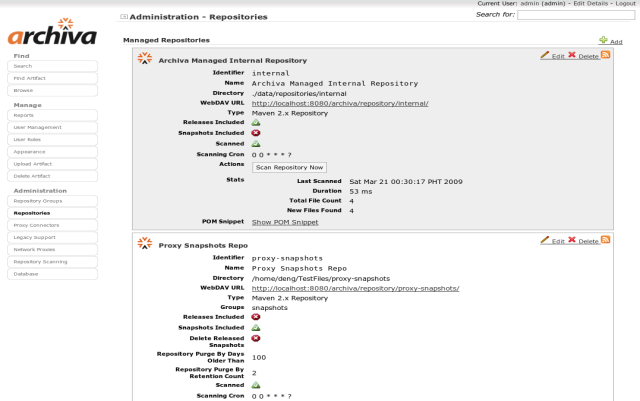 Current User: admin (admin) - Edit Details - Logout
Administration - Repositories
Search for:
archiva
Managed Repositories
Add
Find
Search
Find Artifact
Browse
Manage
Reports
User Management
User Roles
Appearance
Upload Artifact
Delete Artifact
Administration
Repository Groups
Repositories
Proxy Connectors
Legacy Support
Network Proxies
Repository Scanning
Database
Archiva Managed Internal Repository
Edit Delete
Identifier internal
Name Archiva Managed Internal Repository
Directory ./data/repositories/internal
WebDAV URL http://localhost:8080/archiva/repository/internal/
Type Maven 2.x Repository
Releases Included
Snapshots Included
Scanned
Scanning Cron 0 0 * * * ?
Actions Scan Repository Now
Stats Last Scanned Sat Mar 21 00:30:17 PHT 2009
Duration 53 ms
Total File Count 4
New Files Found 4
POM Snippet Show POM Snippet
Proxy Snapshots Repo
Edit Delete
Identifier proxy-snapshots
Name Proxy Snapshots Repo
Directory /home/deng/TestFiles/proxy-snapshots
WebDAV URL http://localhost:8080/archiva/repository/proxy-snapshots/
Type Maven 2.x Repository
Groups snapshots
Releases Included
Snapshots Included
Delete Released
Snapshots
Repository Purge By Days
Older Than 100
Repository Purge By
Retention Count 2
Scanned
Scanning Cron 0 0 * * * ?